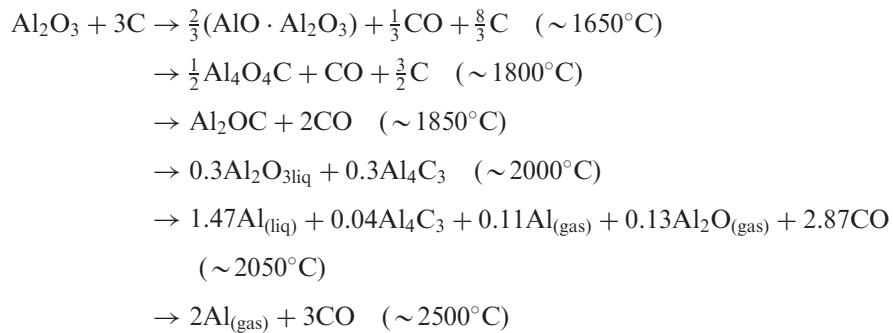 Al₂O₃ + 3C → ⅔(AlO · Al₂O₃) + ⅓CO + 8/3C (∼1650°C)
→ ½Al₄O₄C + CO + 3/2C (∼1800°C)
→ Al₂OC + 2CO (∼1850°C)
→ 0.3Al₂O₃liq + 0.3Al₄C₃ (∼2000°C)
→ 1.47Al(liq) + 0.04Al₄C₃ + 0.11Al(gas) + 0.13Al₂O(gas) + 2.87CO
(∼2050°C)
→ 2Al(gas) + 3CO (∼2500°C)